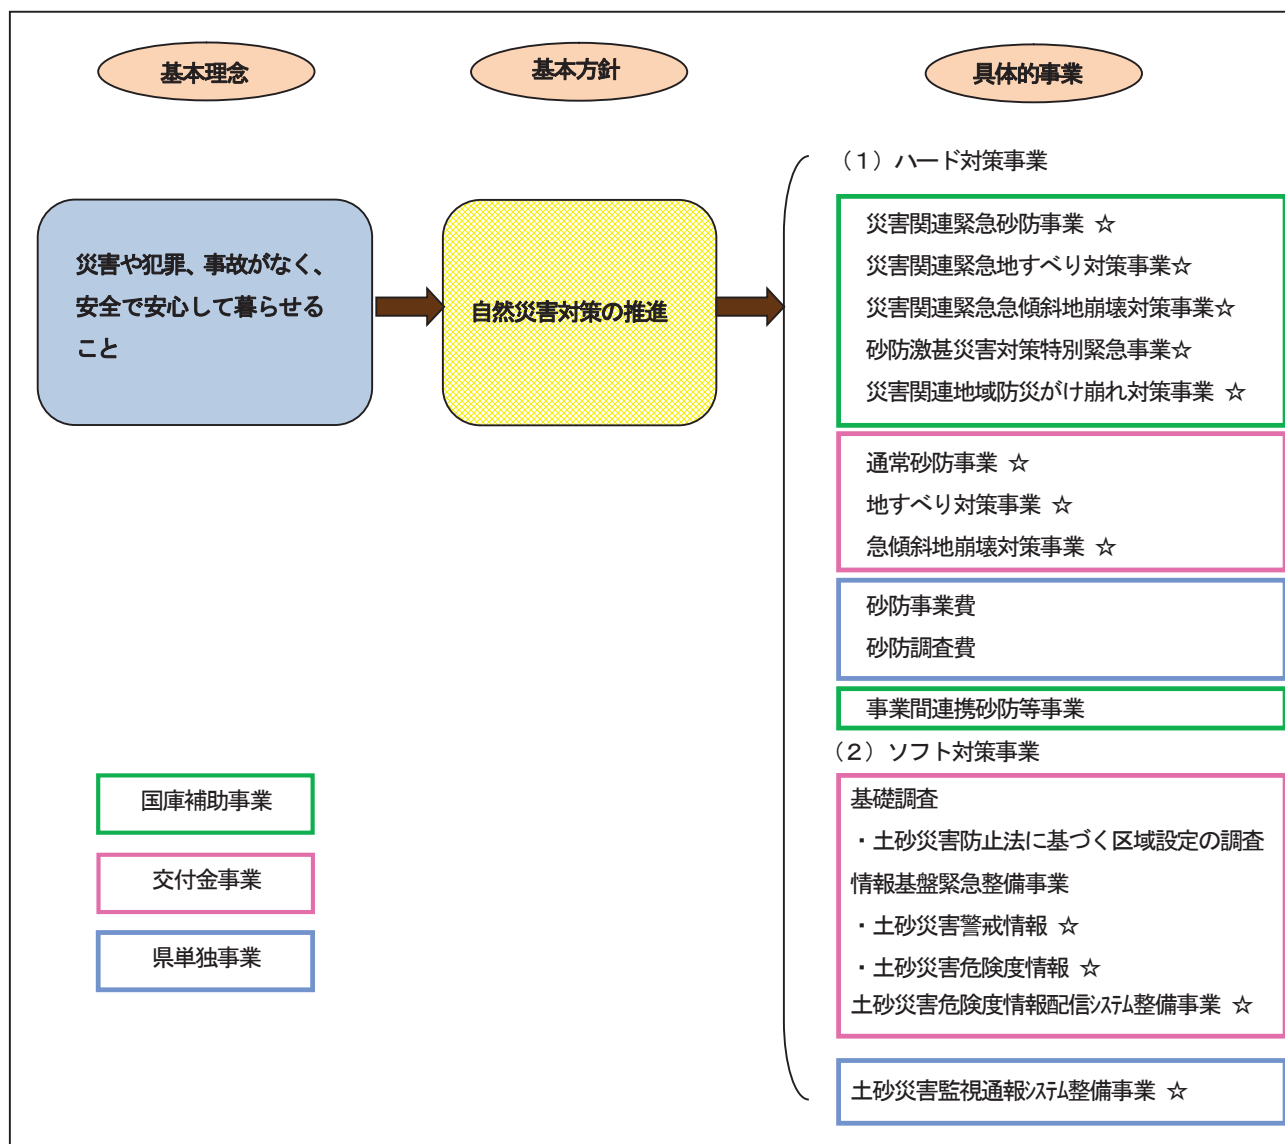 基本理念
基本方針
具体的事業
災害や犯罪、事故がなく、
安全で安心して暮らせる
こと
自然災害対策の推進
（１）ハード対策事業
災害関連緊急砂防事業 ☆
災害関連緊急地すべり対策事業☆
災害関連緊急急傾斜地崩壊対策事業☆
砂防激甚災害対策特別緊急事業☆
災害関連地域防災がけ崩れ対策事業 ☆
通常砂防事業 ☆
地すべり対策事業 ☆
急傾斜地崩壊対策事業 ☆
砂防事業費
砂防調査費
事業間連携砂防等事業
（２）ソフト対策事業
基礎調査
・土砂災害防止法に基づく区域設定の調査
情報基盤緊急整備事業
・土砂災害警戒情報 ☆
・土砂災害危険度情報 ☆
土砂災害危険度情報配信ｼｽﾃﾑ整備事業 ☆
土砂災害監視通報ｼｽﾃﾑ整備事業 ☆
国庫補助事業
交付金事業
県単独事業